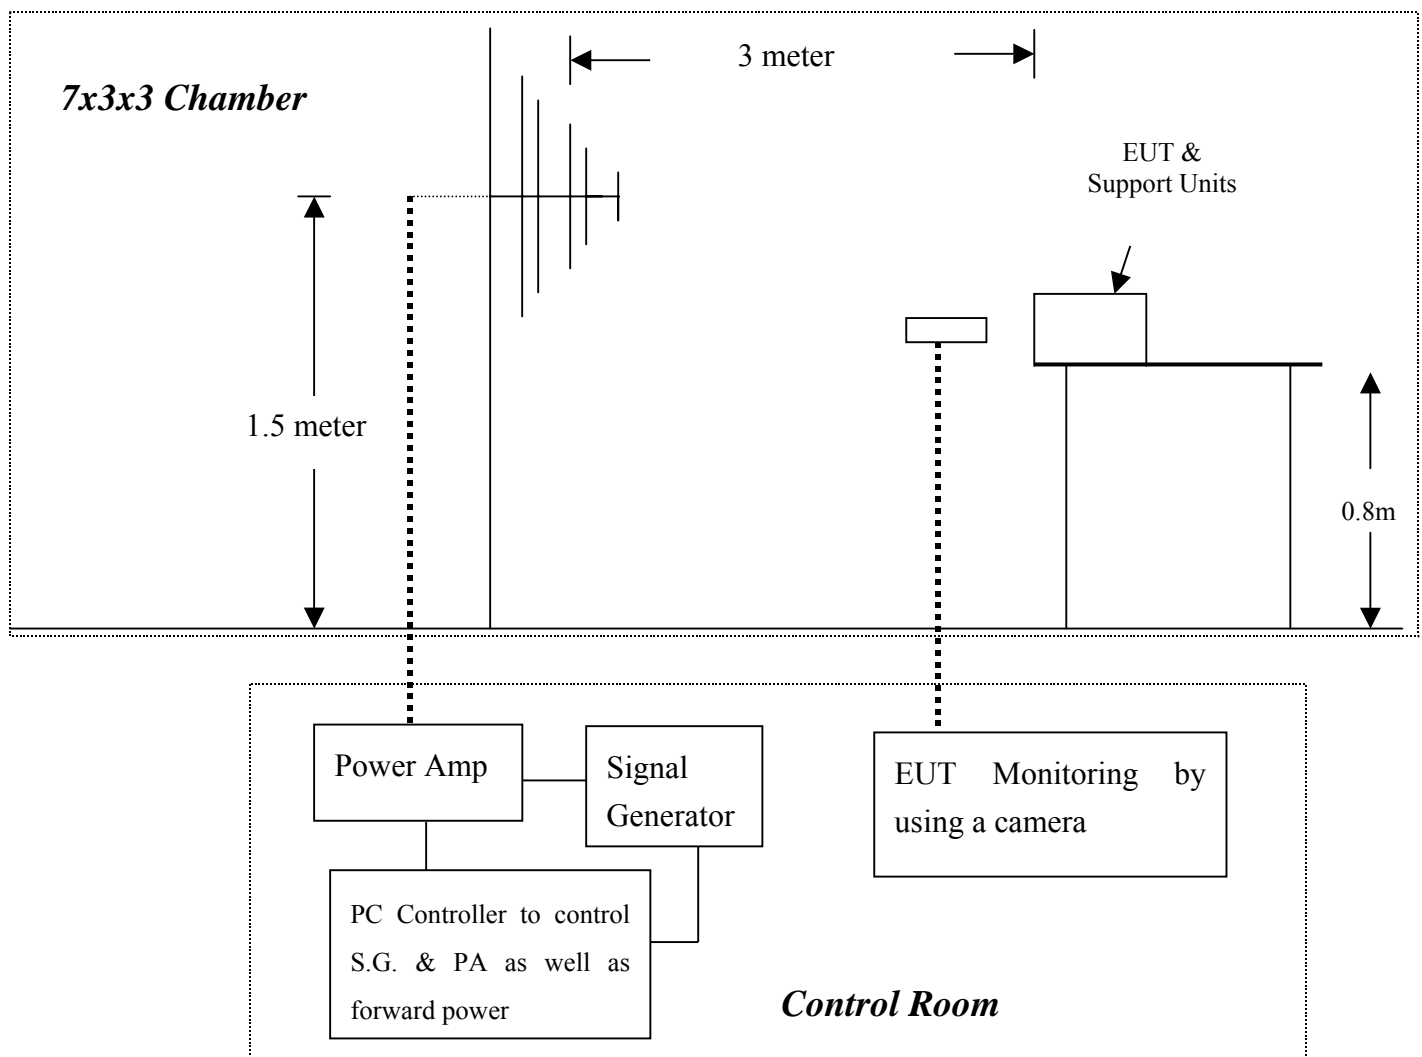 3 meter
7x3x3 Chamber
EUT &
Support Units
1.5 meter
0.8m
Power Amp
Signal
Generator
EUT Monitoring by
using a camera
PC Controller to control
S.G. & PA as well as
forward power
Control Room